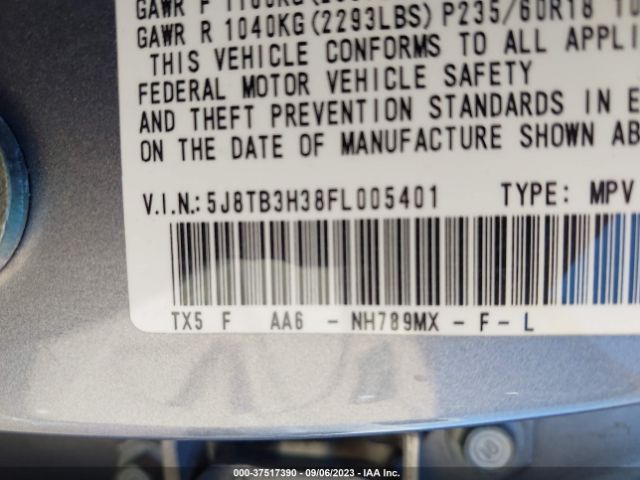 GAWR R 1040KG(2293LBS) P235/60R18
THIS VEHICLE CONFORMS TO ALL
FEDERAL MOTOR VEHICLE SAFETY
AND THEFT PREVENTION STANDARDS IN
ON THE DATE OF MANUFACTURE SHOWN
V.I.N.: 5J8TB3H38FL005401 TYPE: MPV
TX5 F AA6 - NH789MX - F - L
000-37517390 - 09/06/2023 - IAA Inc.